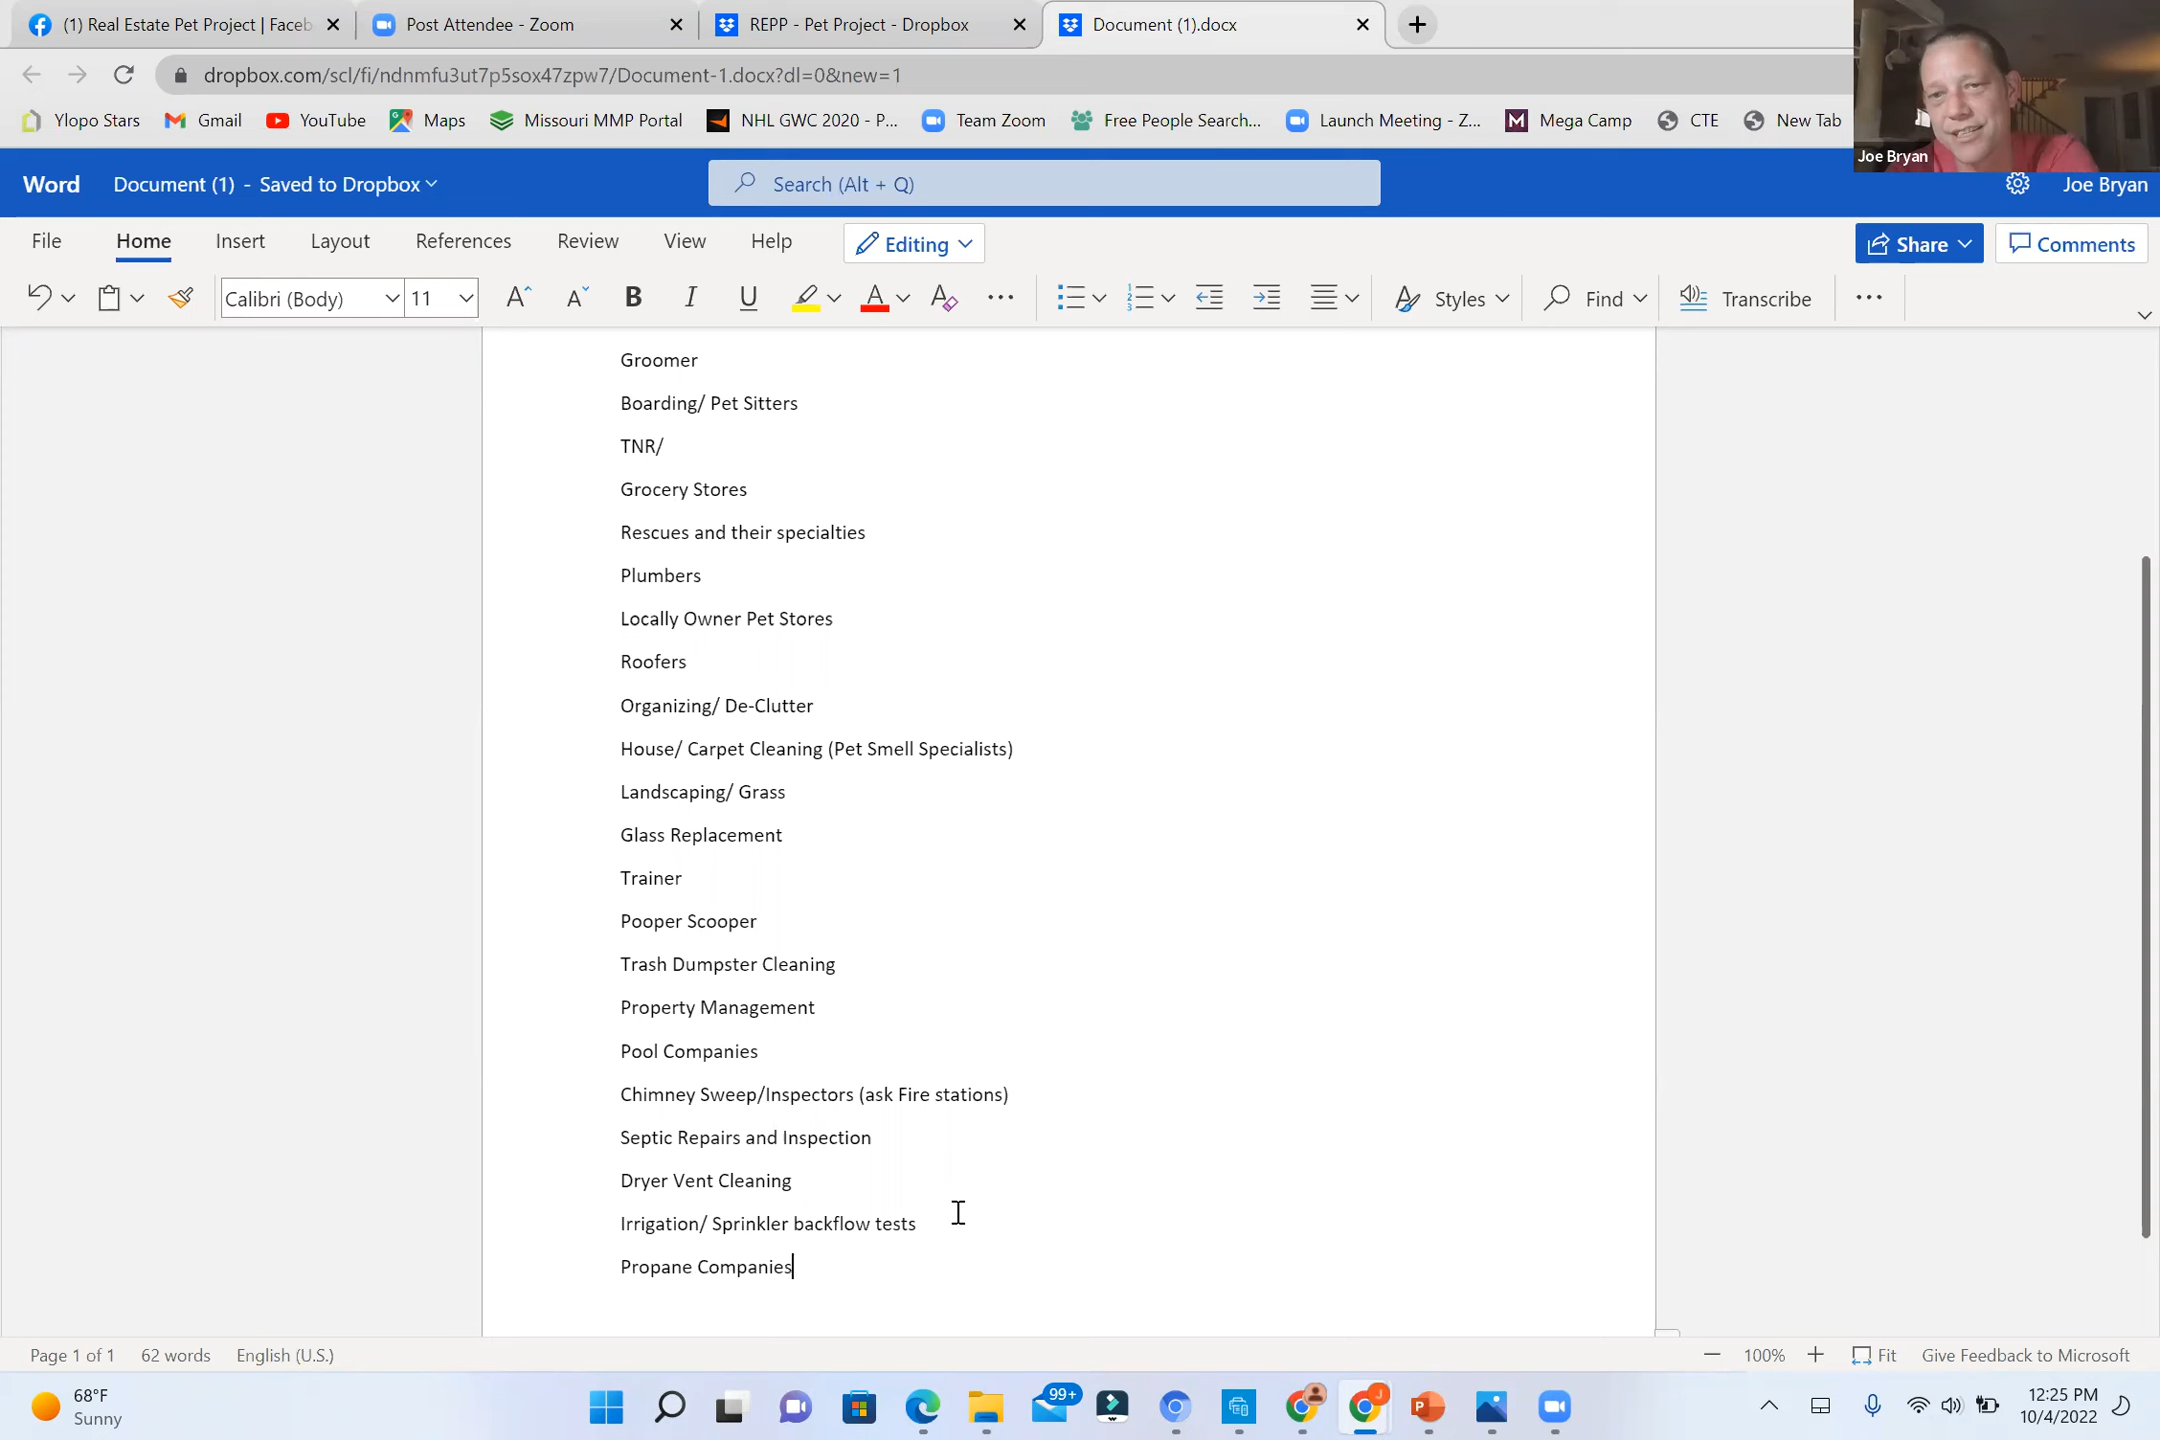 (1) Real Estate Pet Project | Faceb
Post Attendee - Zoom
REPP - Pet Project - Dropbox
Document (1).docx
dropbox.com/scl/fi/ndnmfu3ut7p5sox47zpw7/Document-1.docx?dl=0&new=1
Ylopo Stars
Gmail
YouTube
Maps
Missouri MMP Portal
NHL GWC 2020 - P...
Team Zoom
Free People Search...
Launch Meeting - Z...
Mega Camp
CTE
New Tab
Joe Bryan
Word
Document (1) - Saved to Dropbox
Search (Alt + Q)
Joe Bryan
File
Home
Insert
Layout
References
Review
View
Help
Editing
Share
Comments
Calibri (Body)
11
Styles
Find
Transcribe
Groomer
Boarding/ Pet Sitters
TNR/
Grocery Stores
Rescues and their specialties
Plumbers
Locally Owner Pet Stores
Roofers
Organizing/ De-Clutter
House/ Carpet Cleaning (Pet Smell Specialists)
Landscaping/ Grass
Glass Replacement
Trainer
Pooper Scooper
Trash Dumpster Cleaning
Property Management
Pool Companies
Chimney Sweep/Inspectors (ask Fire stations)
Septic Repairs and Inspection
Dryer Vent Cleaning
Irrigation/ Sprinkler backflow tests
Propane Companies
Page 1 of 1
62 words
English (U.S.)
100%
Fit
Give Feedback to Microsoft
68°F
Sunny
99+
12:25 PM
10/4/2022